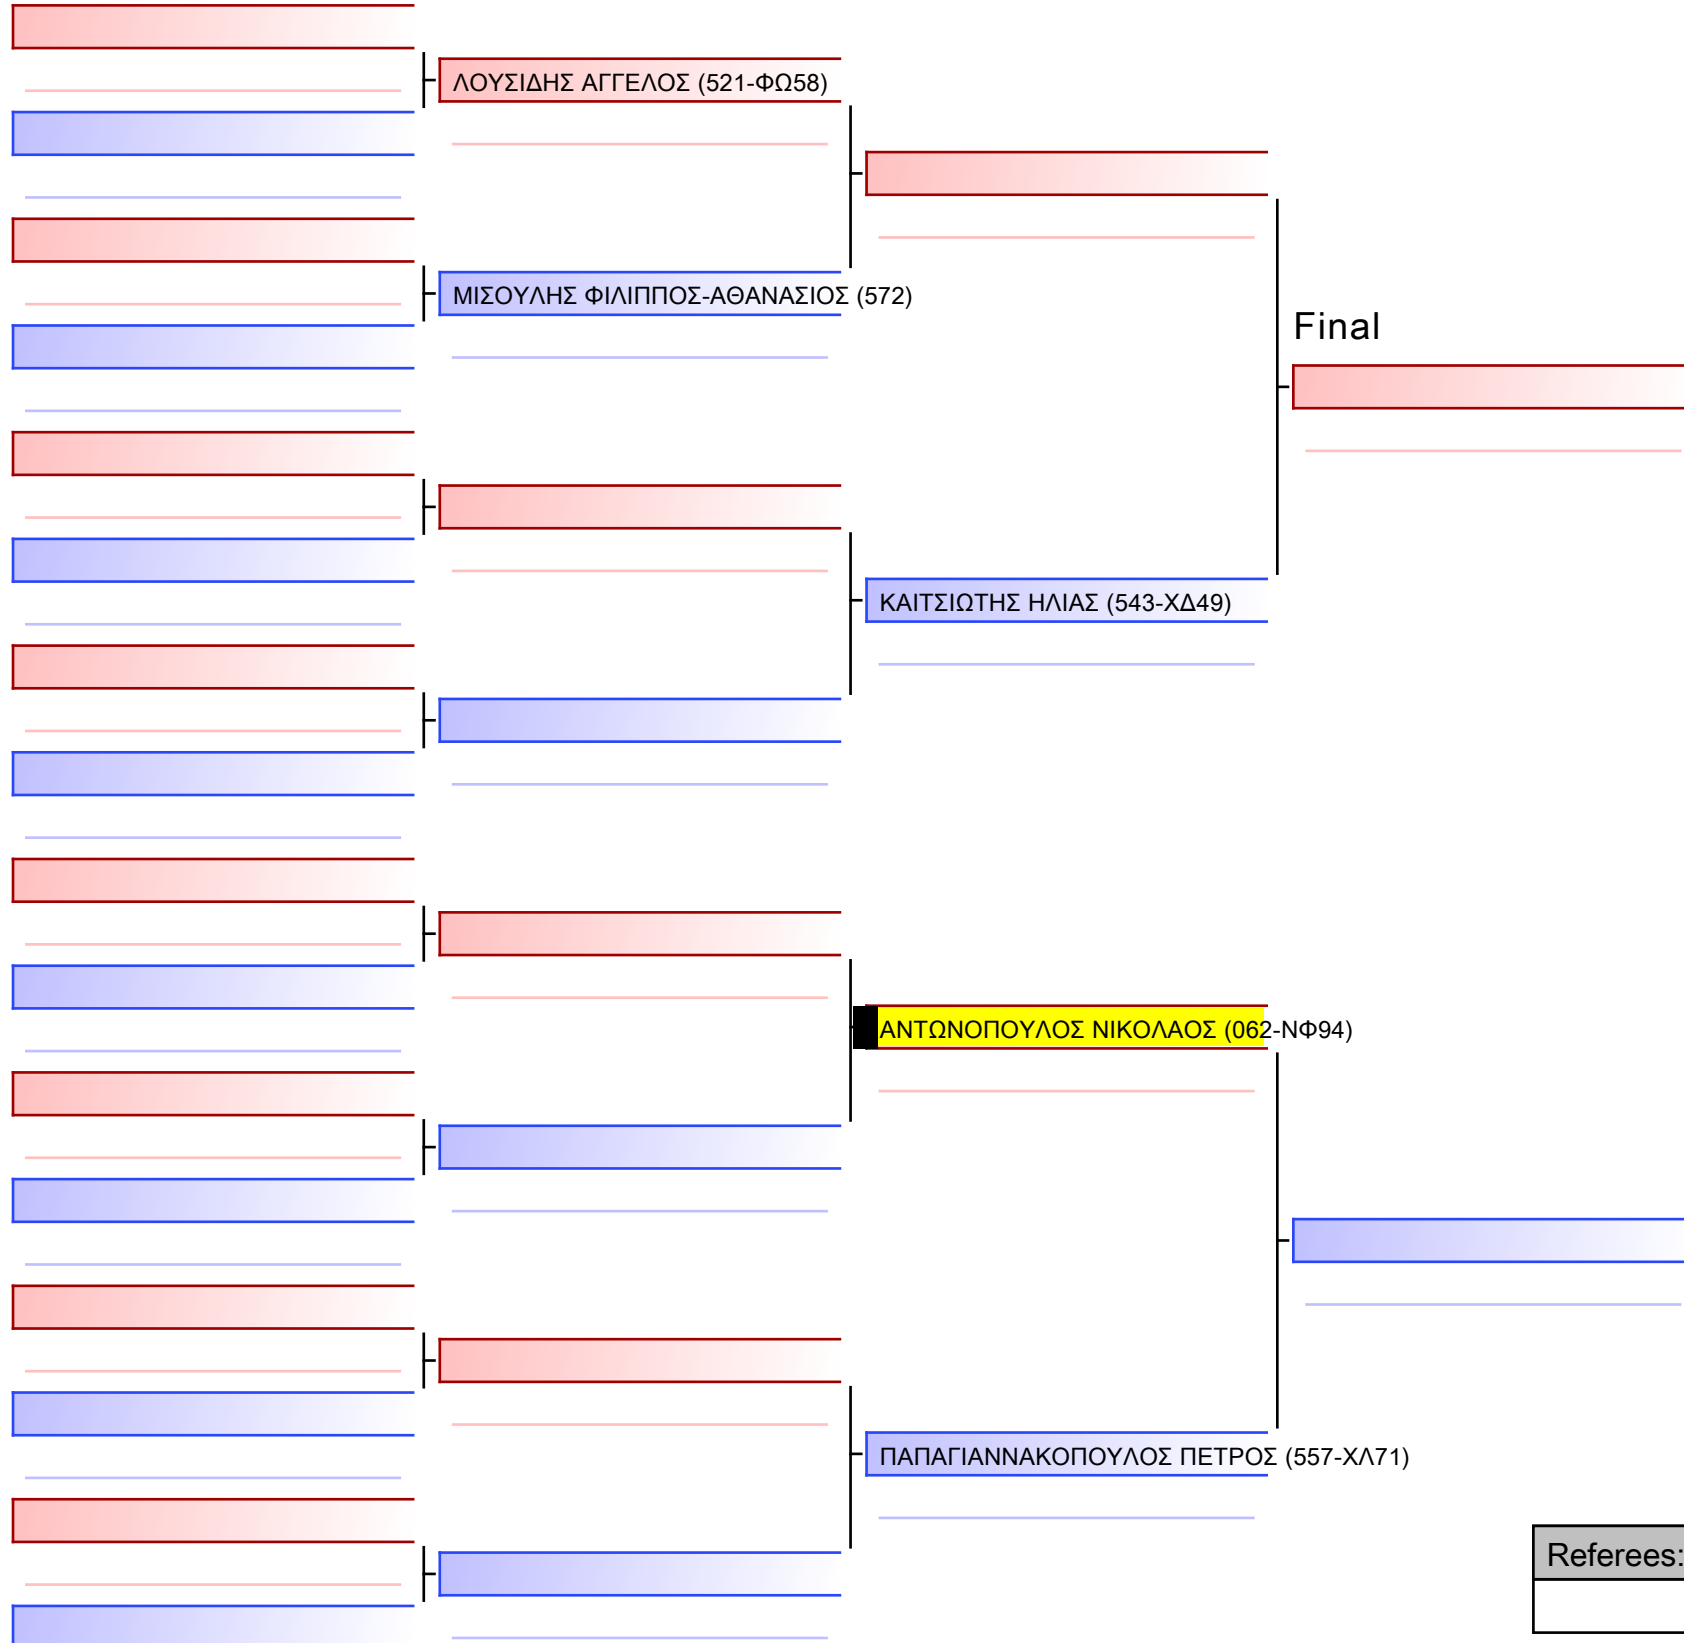 ΛΟΥΣΙΔΗΣ ΑΓΓΕΛΟΣ (521-ΦΩ58)
ΜΙΣΟΥΛΗΣ ΦΙΛΙΠΠΟΣ-ΑΘΑΝΑΣΙΟΣ (572)
Final
ΚΑΙΤΣΙΩΤΗΣ ΗΛΙΑΣ (543-ΧΔ49)
ΑΝΤΩΝΟΠΟΥΛΟΣ ΝΙΚΟΛΑΟΣ (062-ΝΦ94)
ΠΑΠΑΓΙΑΝΝΑΚΟΠΟΥΛΟΣ ΠΕΤΡΟΣ (557-ΧΛ71)
Referees: